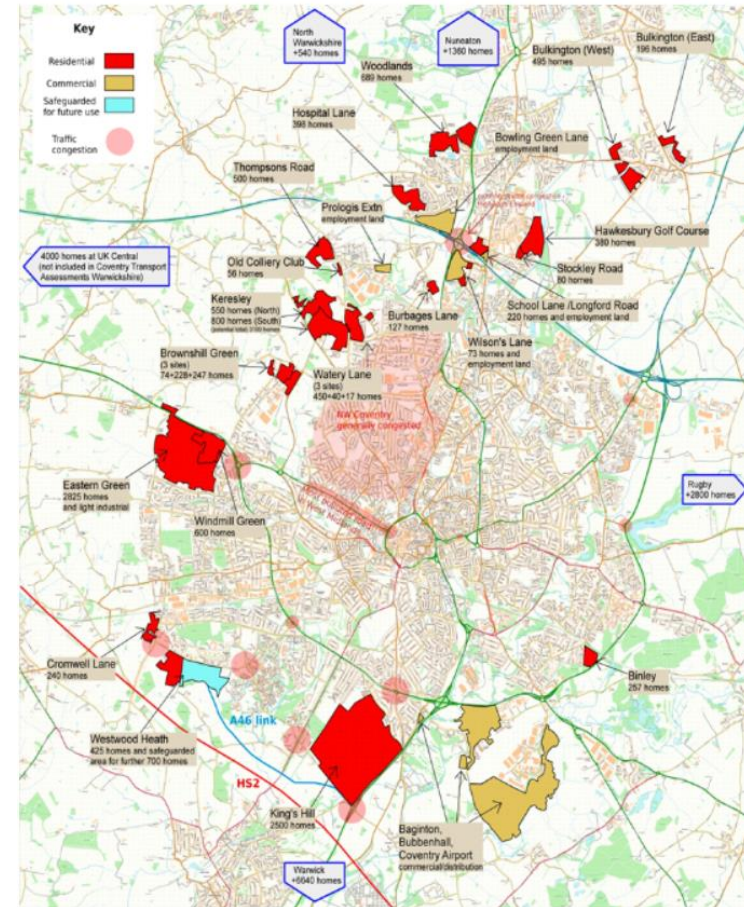 Key
Residential
Commercial
Safeguarded
for future use
Traffic
congestion
North
Warwickshire
+540 homes
Nuneaton
+1360 homes
Woodlands
689 homes
Bulkington (West)
495 homes
Bulkington (East)
196 homes
Hospital Lane
398 homes
Bowling Green Lane
employment land
Thompsons Road
500 homes
Prologis Extn
employment land
4000 homes at UK Central
(not included in Coventry Transport
Assessments Warwickshire)
Old Colliery Club
56 homes
Hawkesbury Golf Course
380 homes
Stockley Road
80 homes
School Lane /Longford Road
220 homes and employment land
Keresley
550 homes (North)
800 homes (South)
Burbages Lane
127 homes
Wilson's Lane
73 homes and
employment land
Brownshill Green
(3 sites)
74+228+247 homes
Watery Lane
(3 sites)
450+40+17 homes
NW Coventry
generally congested
Eastern Green
2825 homes
and light industrial
Windmill Green
600 homes
Rugby
+2800 homes
Cromwell Lane
240 homes
Binley
257 homes
Westwood Heath
425 homes and safeguarded
area for further 700 homes
A46 link
HS2
King's Hill
2500 homes
Baginton,
Bubbenhall,
Coventry Airport
commercial/distribution
Warwick
+6640 homes